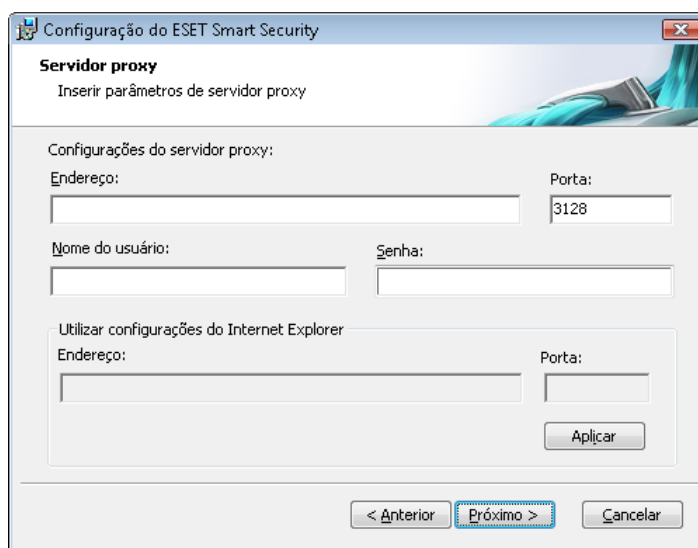 Configuração do ESET Smart Security
Servidor proxy
Inserir parâmetros de servidor proxy
Configurações do servidor proxy:
Endereço: Porta:
3128
Nome do usuário: Senha:
Utilizar configurações do Internet Explorer
Endereço: Porta:
Aplicar
< Anterior Próximo > Cancelar